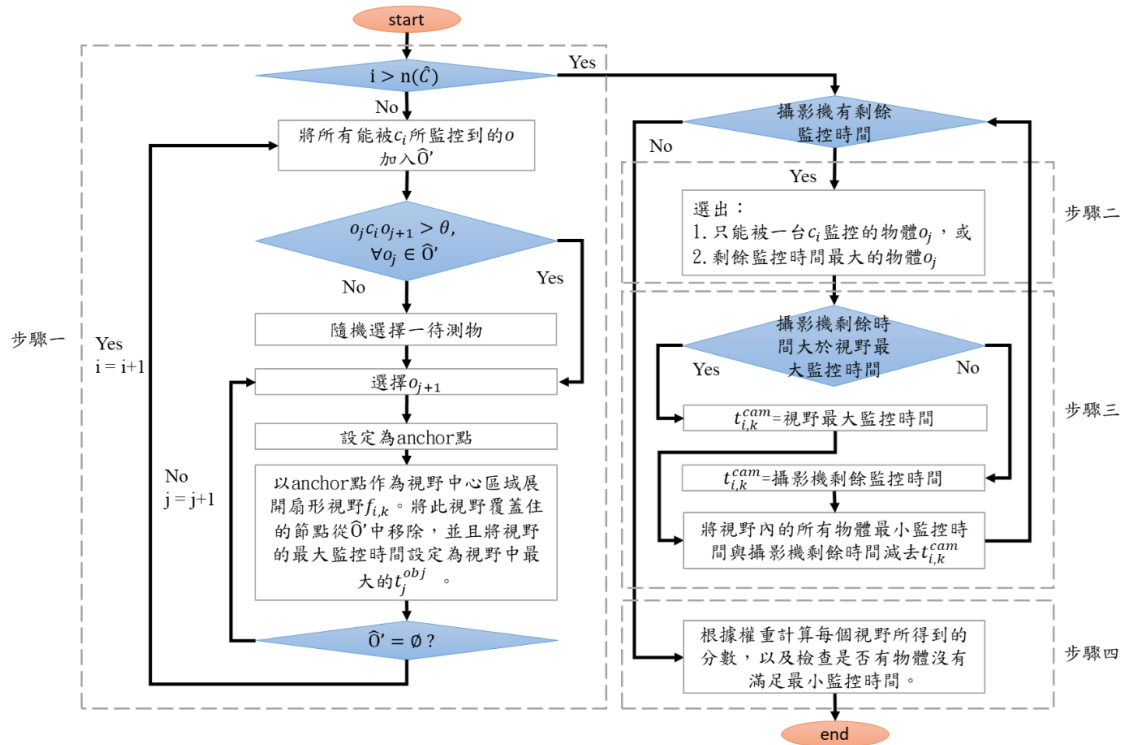 start
i > n(Ĉ)
Yes
No
將所有能被cᵢ所監控到的o
加入Ô’
oⱼcᵢoⱼ₊₁ > θ,
∀oⱼ ∈ Ô’
No
Yes
隨機選擇一待測物
選擇oⱼ₊₁
設定為anchor點
以anchor點作為視野中心區域展
開扇形視野f_{i,k}。將此視野覆蓋住
的節點從Ô’中移除，並且將視野
的最大監控時間設定為視野中最
大的t_j^{obj} 。
Ô’ = ∅ ?
步驟一
Yes
i = i+1
No
j = j+1
攝影機有剩餘
監控時間
No
Yes
選出：
1. 只能被一台cᵢ監控的物體oⱼ，或
2. 剩餘監控時間最大的物體oⱼ
步驟二
攝影機剩餘時
間大於視野最
大監控時間
Yes
No
t_{i,k}^{cam}=視野最大監控時間
t_{i,k}^{cam}=攝影機剩餘監控時間
將視野內的所有物體最小監控時
間與攝影機剩餘時間減去t_{i,k}^{cam}
步驟三
根據權重計算每個視野所得到的
分數，以及檢查是否有物體沒有
滿足最小監控時間。
步驟四
end